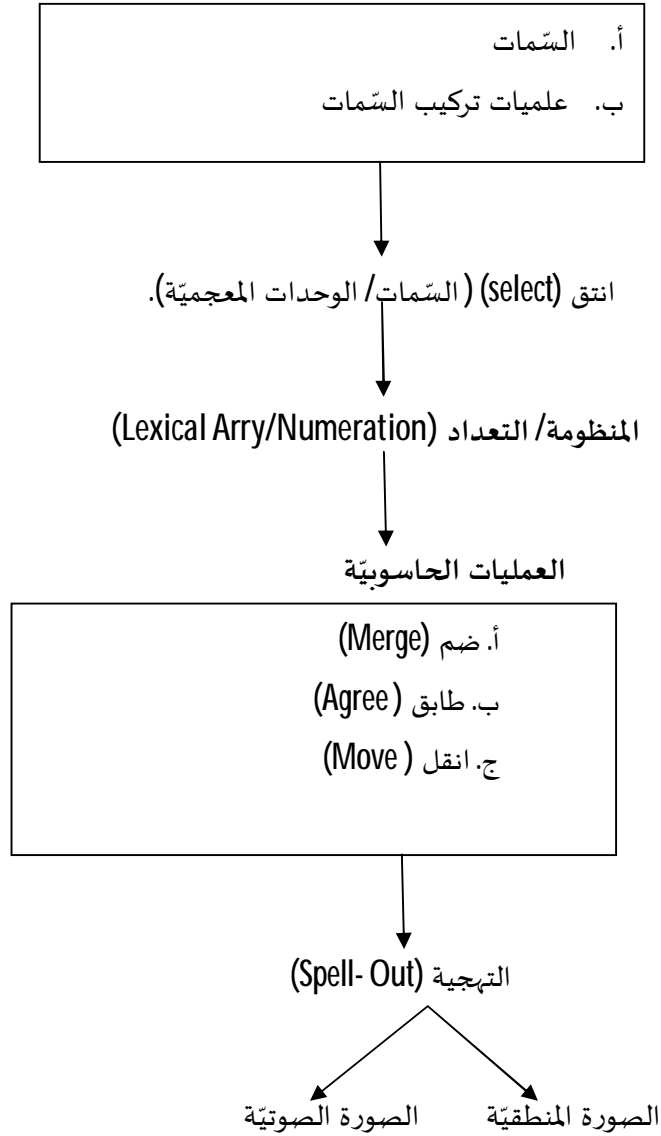 أ. السّمات
ب. علميات تركيب السّمات
انتق (select) (السّمات/ الوحدات المعجميّة).
المنظومة/ التعداد (Lexical Arry/Numeration)
العمليات الحاسوبيّة
أ. ضم (Merge)
ب. طابق (Agree)
ج. انقل (Move)
التهجية (Spell- Out)
الصورة المنطقيّة الصورة الصوتيّة